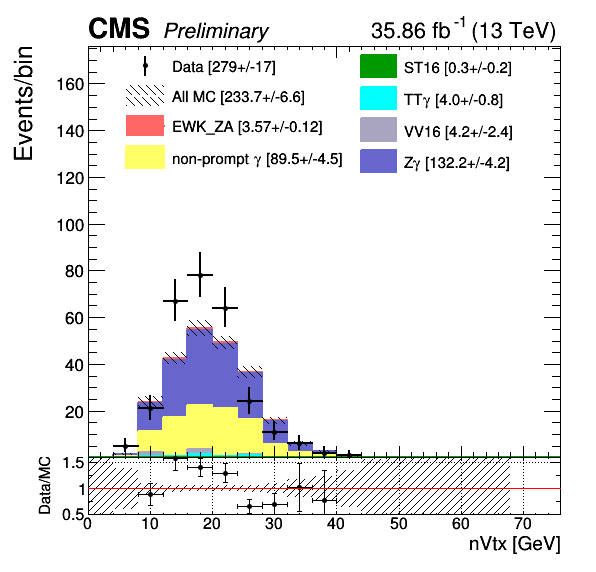 CMS Preliminary 35.86 fb⁻¹ (13 TeV)
Events/bin
Data [279+/-17]
All MC [233.7+/-6.6]
EWK_ZA [3.57+/-0.12]
non-prompt γ [89.5+/-4.5]
ST16 [0.3+/-0.2]
TTγ [4.0+/-0.8]
VV16 [4.2+/-2.4]
Zγ [132.2+/-4.2]
160
140
120
100
80
60
40
20
Data/MC
1.5
1
0.5
0 10 20 30 40 50 60 70
nVtx [GeV]